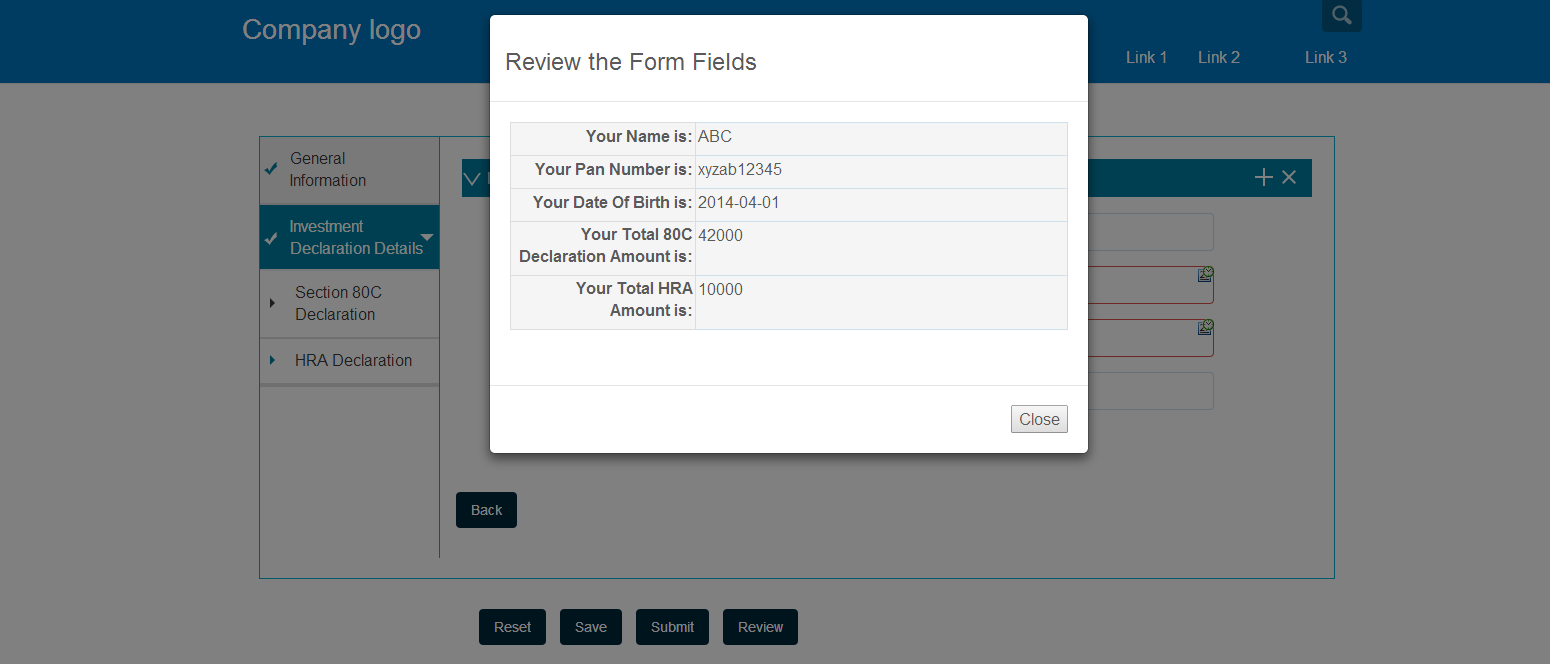 Company logo
Link 1
Link 2
Link 3
Review the Form Fields
Your Name is: ABC
Your Pan Number is: xyzab12345
Your Date Of Birth is: 2014-04-01
Your Total 80C
Declaration Amount is: 42000
Your Total HRA
Amount is: 10000
Close
General
Information
Investment
Declaration Details
Section 80C
Declaration
HRA Declaration
Back
Reset
Save
Submit
Review